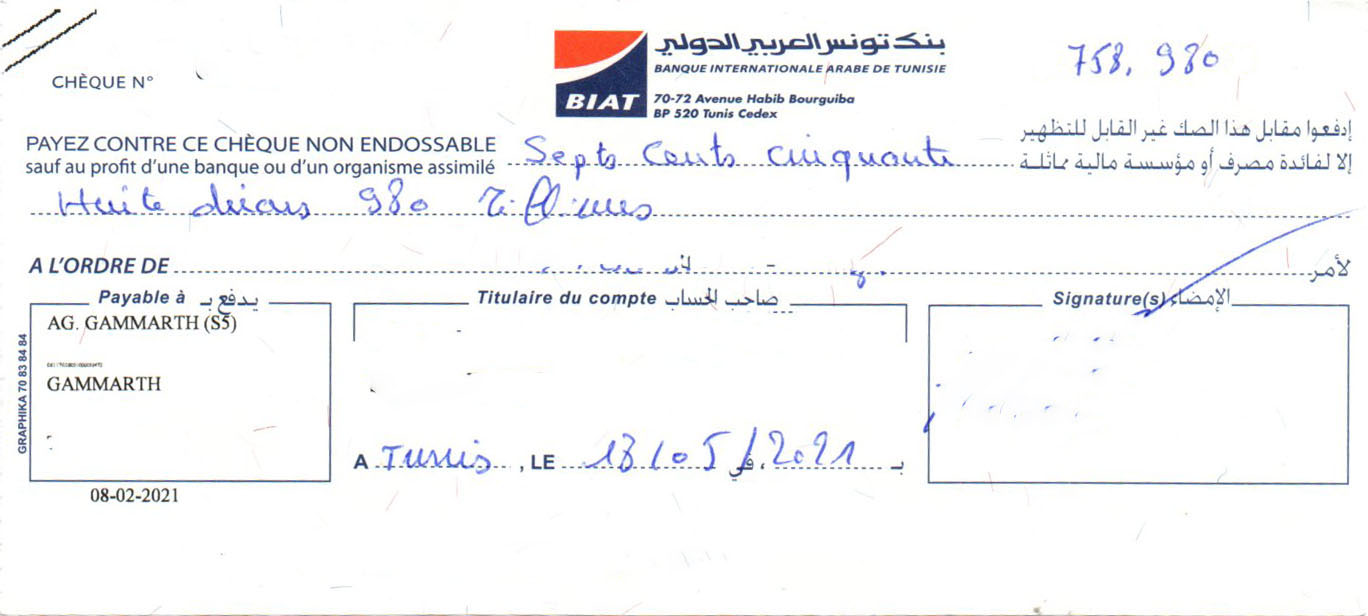 CHÈQUE N°
بنك تونس العربي الدولي
BANQUE INTERNATIONALE ARABE DE TUNISIE
BIAT
70-72 Avenue Habib Bourguiba
BP 520 Tunis Cedex
758, 980
PAYEZ CONTRE CE CHÈQUE NON ENDOSSABLE
sauf au profit d'une banque ou d'un organisme assimilé
Septs Cents cinquante
إدفعوا مقابل هذا الصك غير القابل للتظهير
إلا لفائدة مصرف أو مؤسسة مالية مماثلة
Huite dinars 980
A L'ORDRE DE لأمر
Payable à يدفع بـ
Titulaire du compte صاحب الحساب
Signature(s) الإمضاء
AG. GAMMARTH (S5)
GAMMARTH
GRAPHIKA 70 83 84 84
A Tunis , LE 18/05/2021 في، بـ
08-02-2021